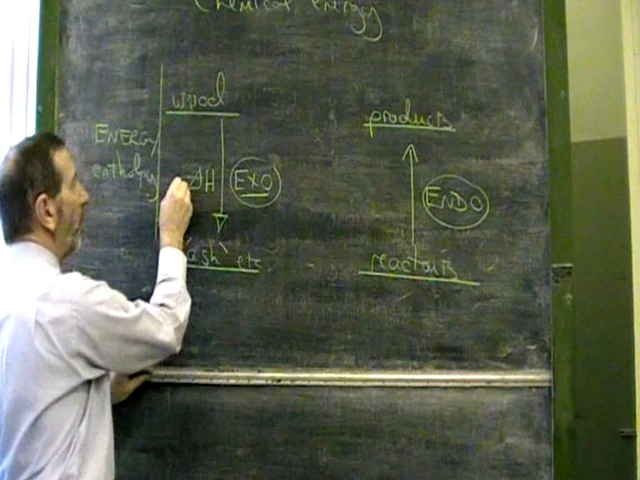 Chemical energy
wood
ENERGY
enthalpy
ΔH
EXO
'ash' etc
products
ENDO
reactants